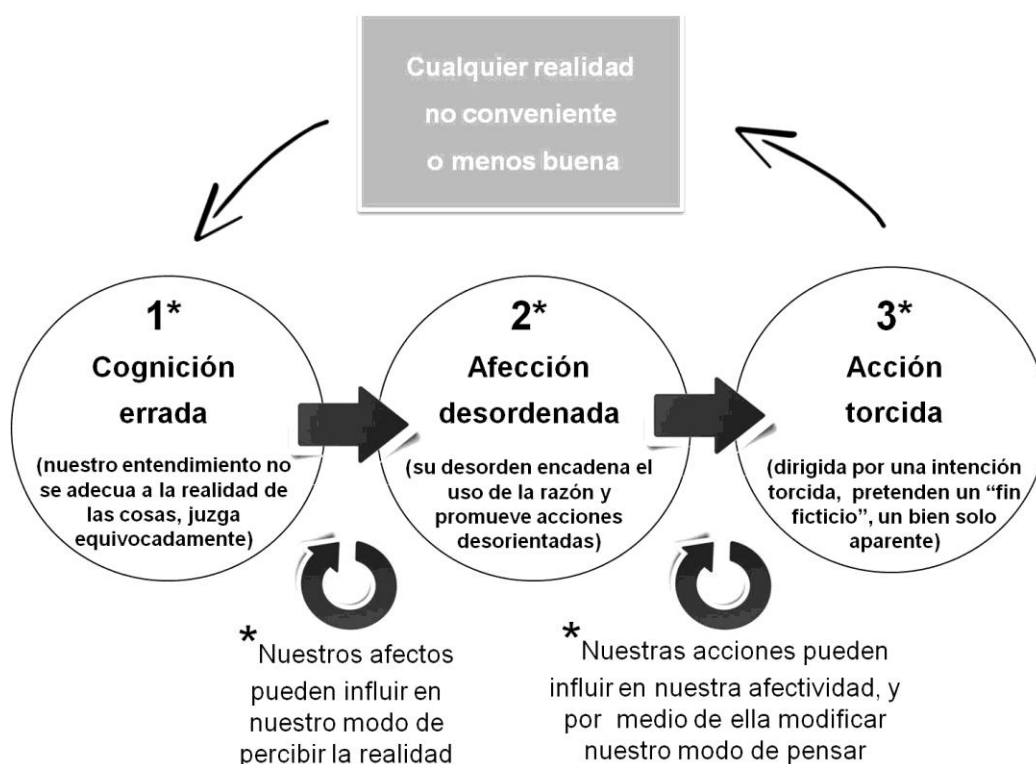 Cualquier realidad
no conveniente
o menos buena
1*
Cognición
errada
(nuestro entendimiento no
se adecua a la realidad de
las cosas, juzga
equivocadamente)
2*
Afección
desordenada
(su desorden encadena el
uso de la razón y
promueve acciones
desorientadas)
3*
Acción
torcida
(dirigida por una intención
torcida, pretenden un “fin
ficticio”, un bien solo
aparente)
*Nuestros afectos
pueden influir en
nuestro modo de
percibir la realidad
*Nuestras acciones pueden
influir en nuestra afectividad, y
por medio de ella modificar
nuestro modo de pensar